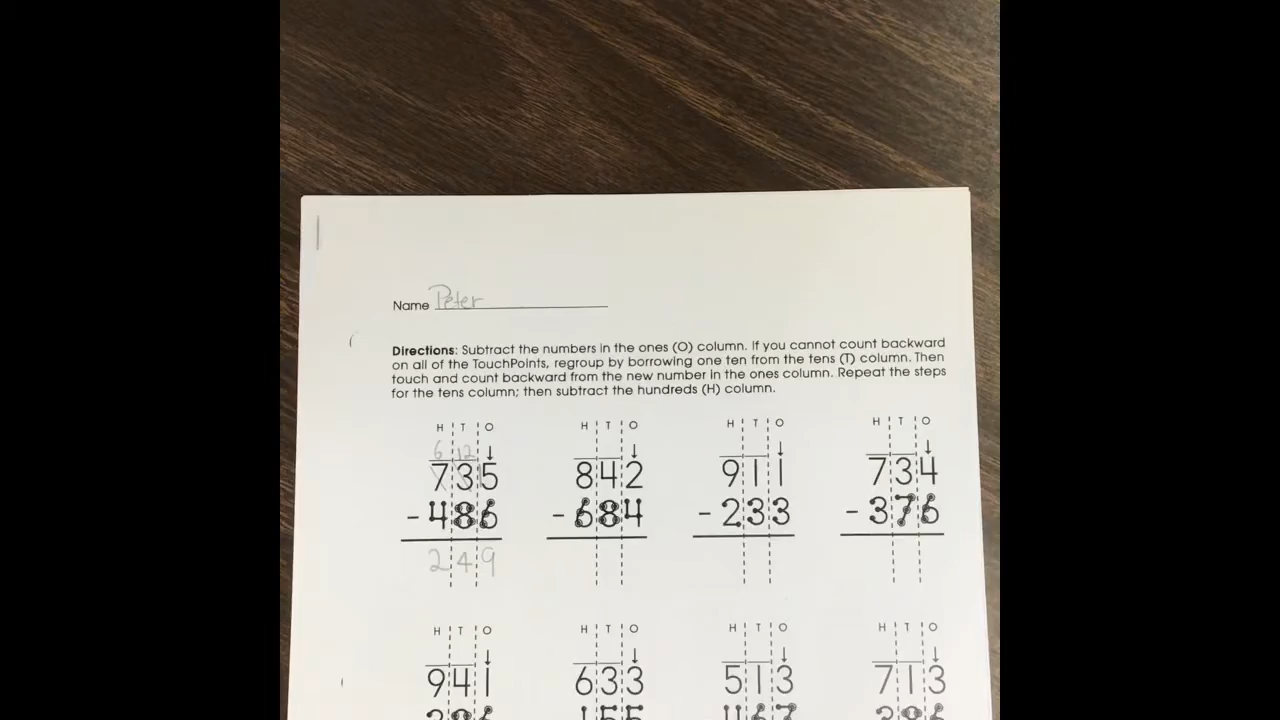 Name Peter
Directions: Subtract the numbers in the ones (O) column. If you cannot count backward
on all of the TouchPoints, regroup by borrowing one ten from the tens (T) column. Then
touch and count backward from the new number in the ones column. Repeat the steps
for the tens column; then subtract the hundreds (H) column.
H T O H T O H T O H T O
6 12
735 842 911 734
- 486 - 684 - 233 - 376
249
H T O H T O H T O H T O
941 633 513 713